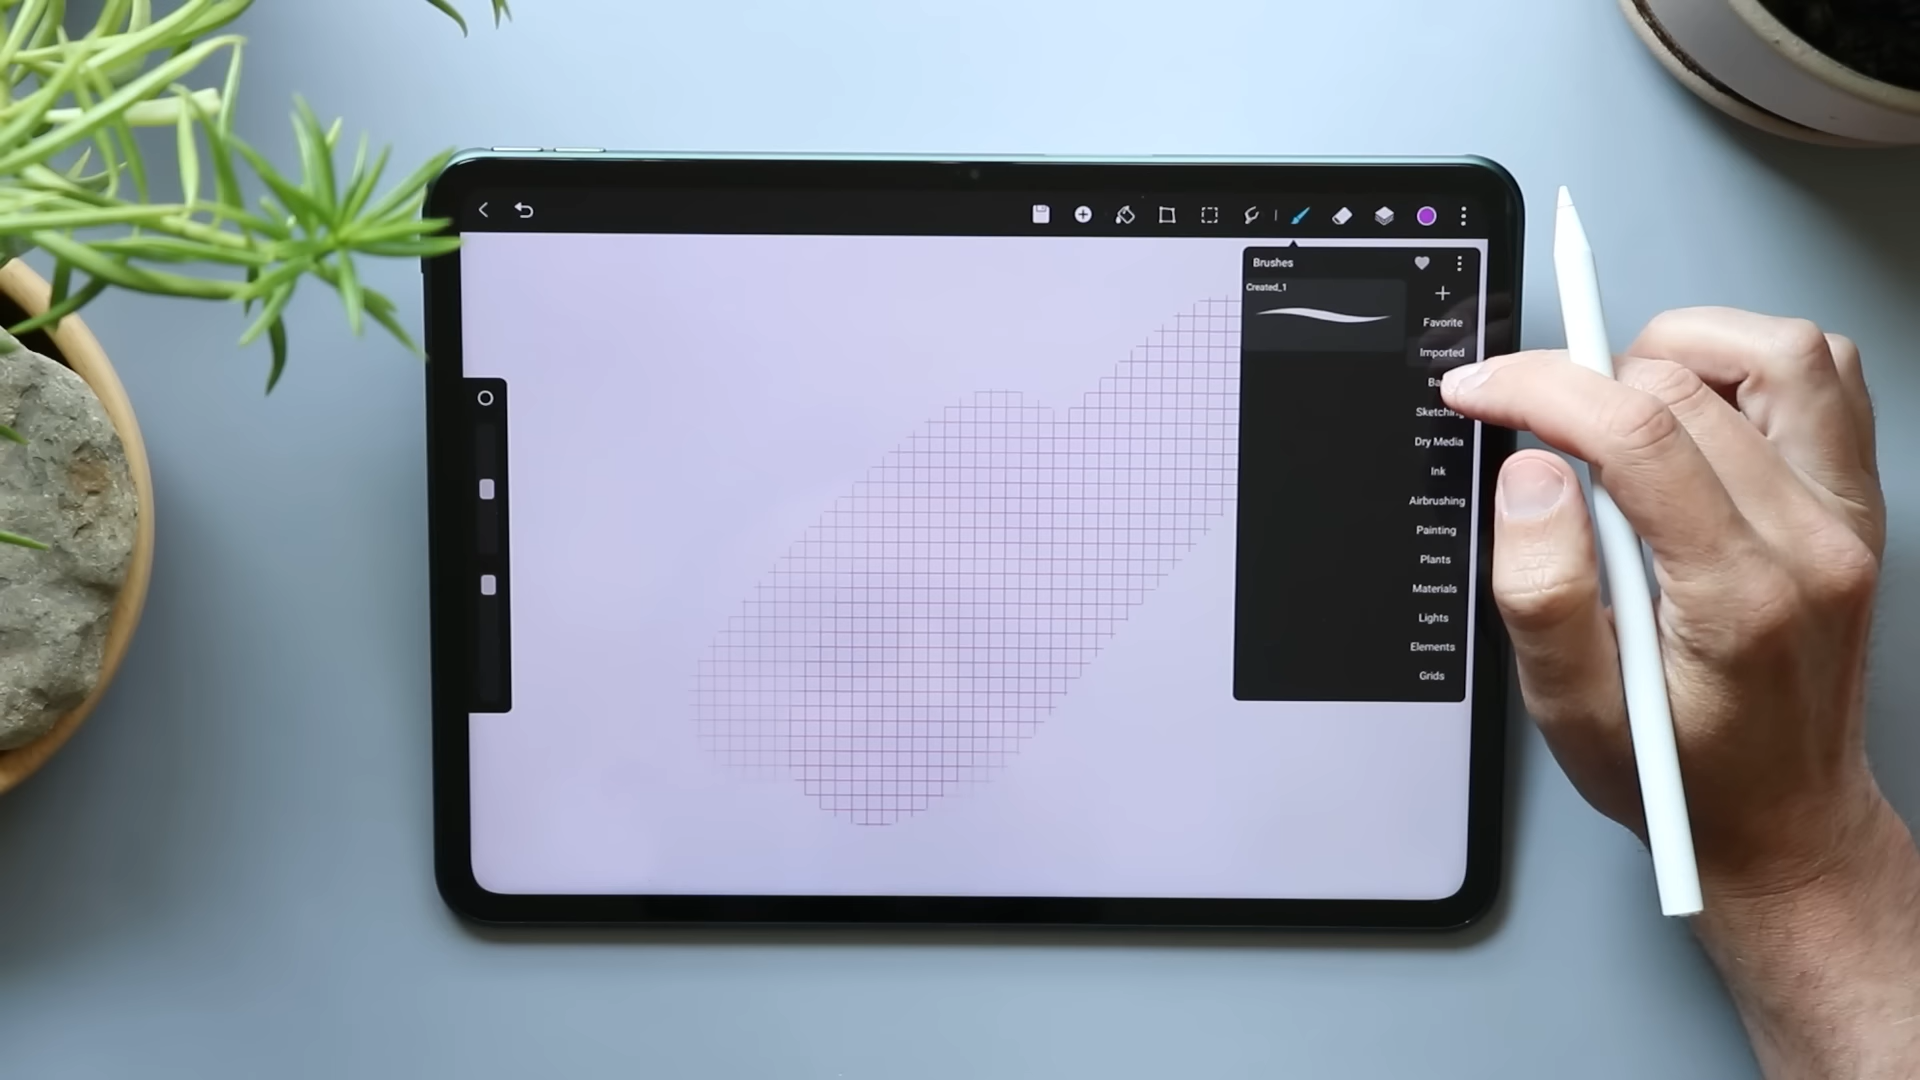 Brushes
Created_1
Favorite
Imported
Dry Media
Ink
Airbrushing
Painting
Plants
Materials
Lights
Elements
Grids